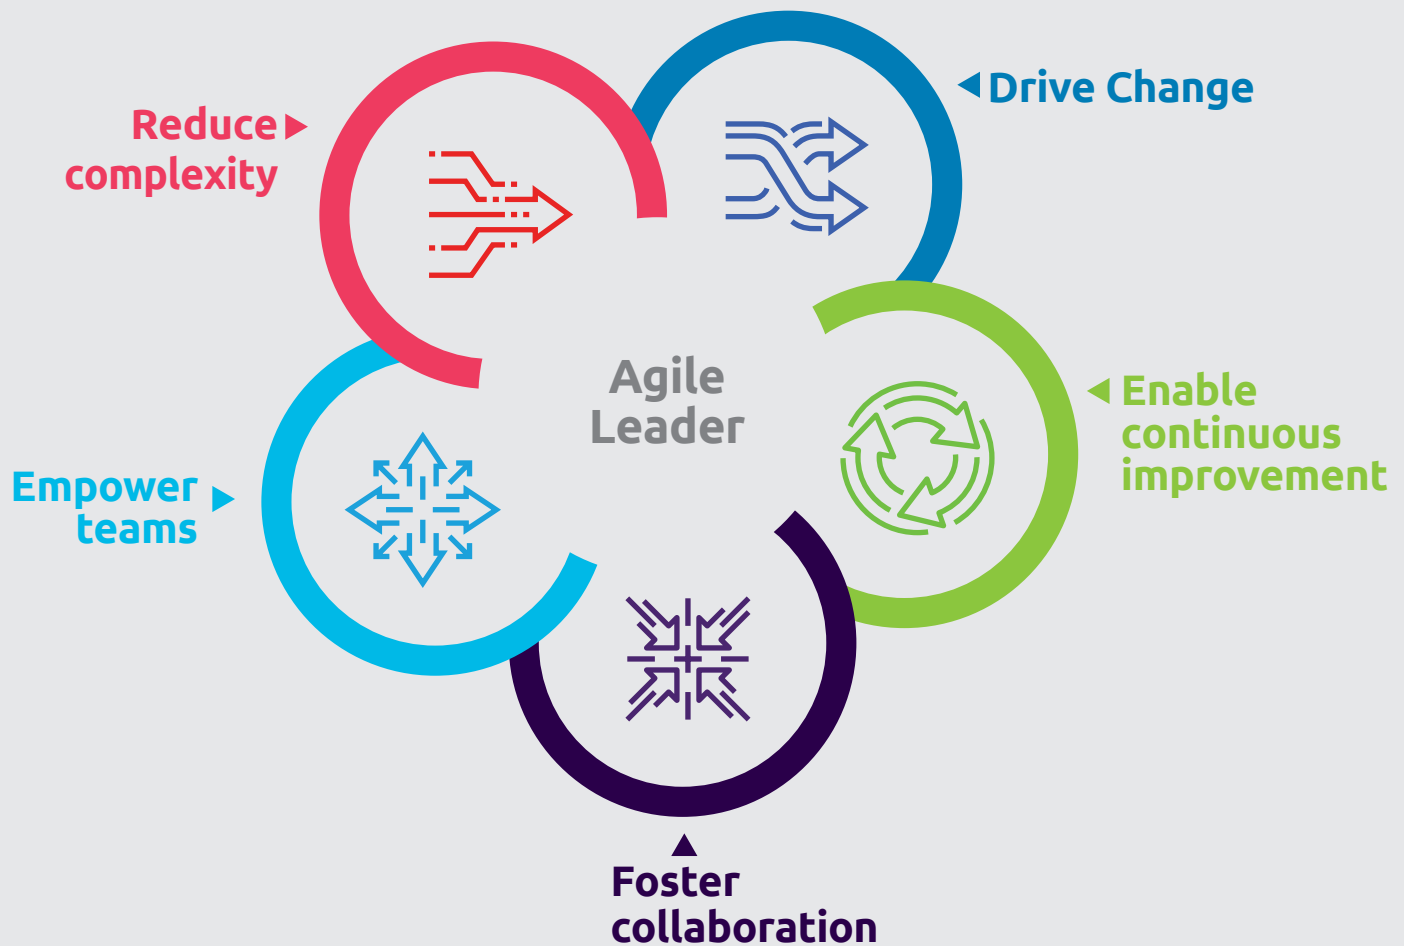 Drive Change
Reduce
complexity
Agile
Leader
Enable
continuous
improvement
Empower
teams
Foster
collaboration